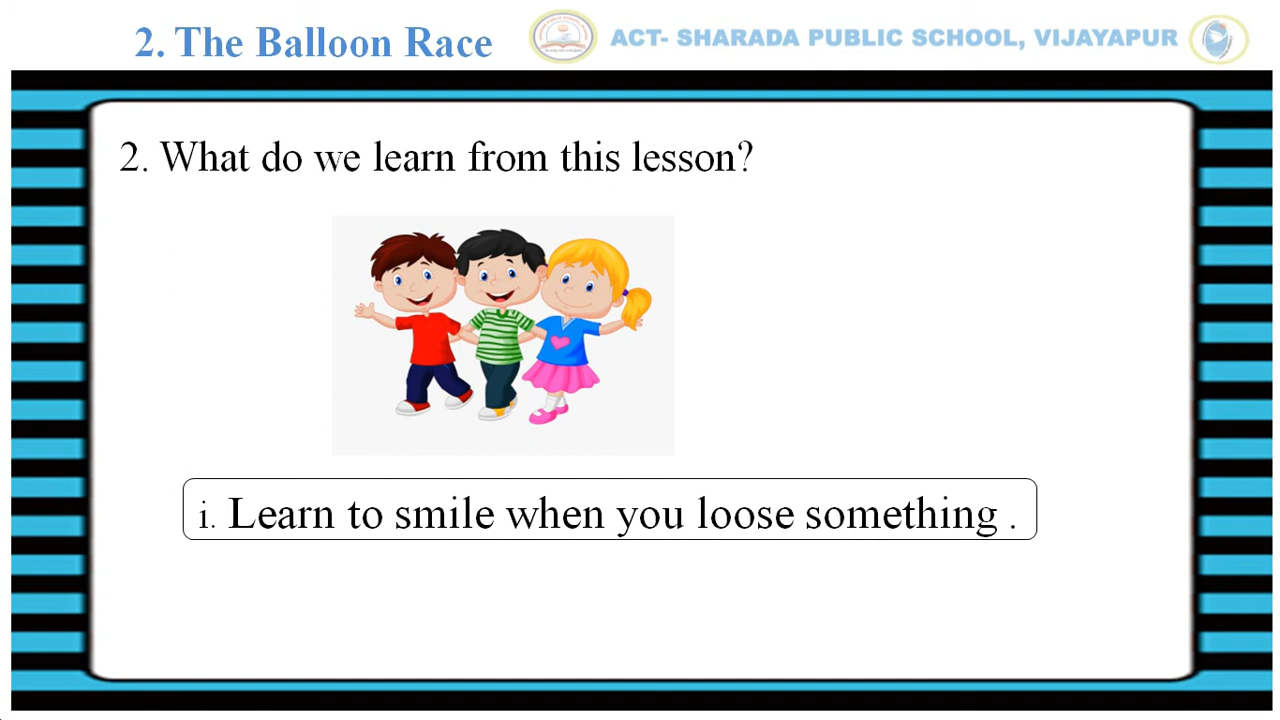 2. The Balloon Race
ACT- SHARADA PUBLIC SCHOOL, VIJAYAPUR
2. What do we learn from this lesson?
i. Learn to smile when you loose something .